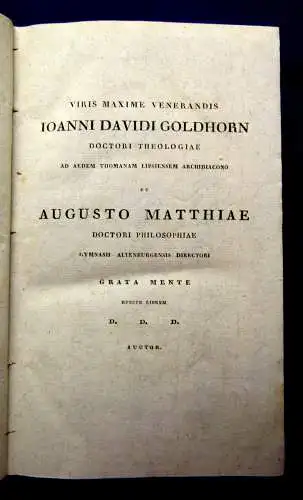 VIRIS MAXIME VENERANDIS
IOANNI DAVIDI GOLDHORN
DOCTORI THEOLOGIAE
AD AEDEM THOMANAM LIPSIENSEM ARCHIDIACONO
ET
AUGUSTO MATTHIAE
DOCTORI PHILOSOPHIAE
GYMNASII ALTENBURGENSIS DIRECTORI
GRATA MENTE
HUNCCE LIBRUM
D. D. D.
AUCTOR.